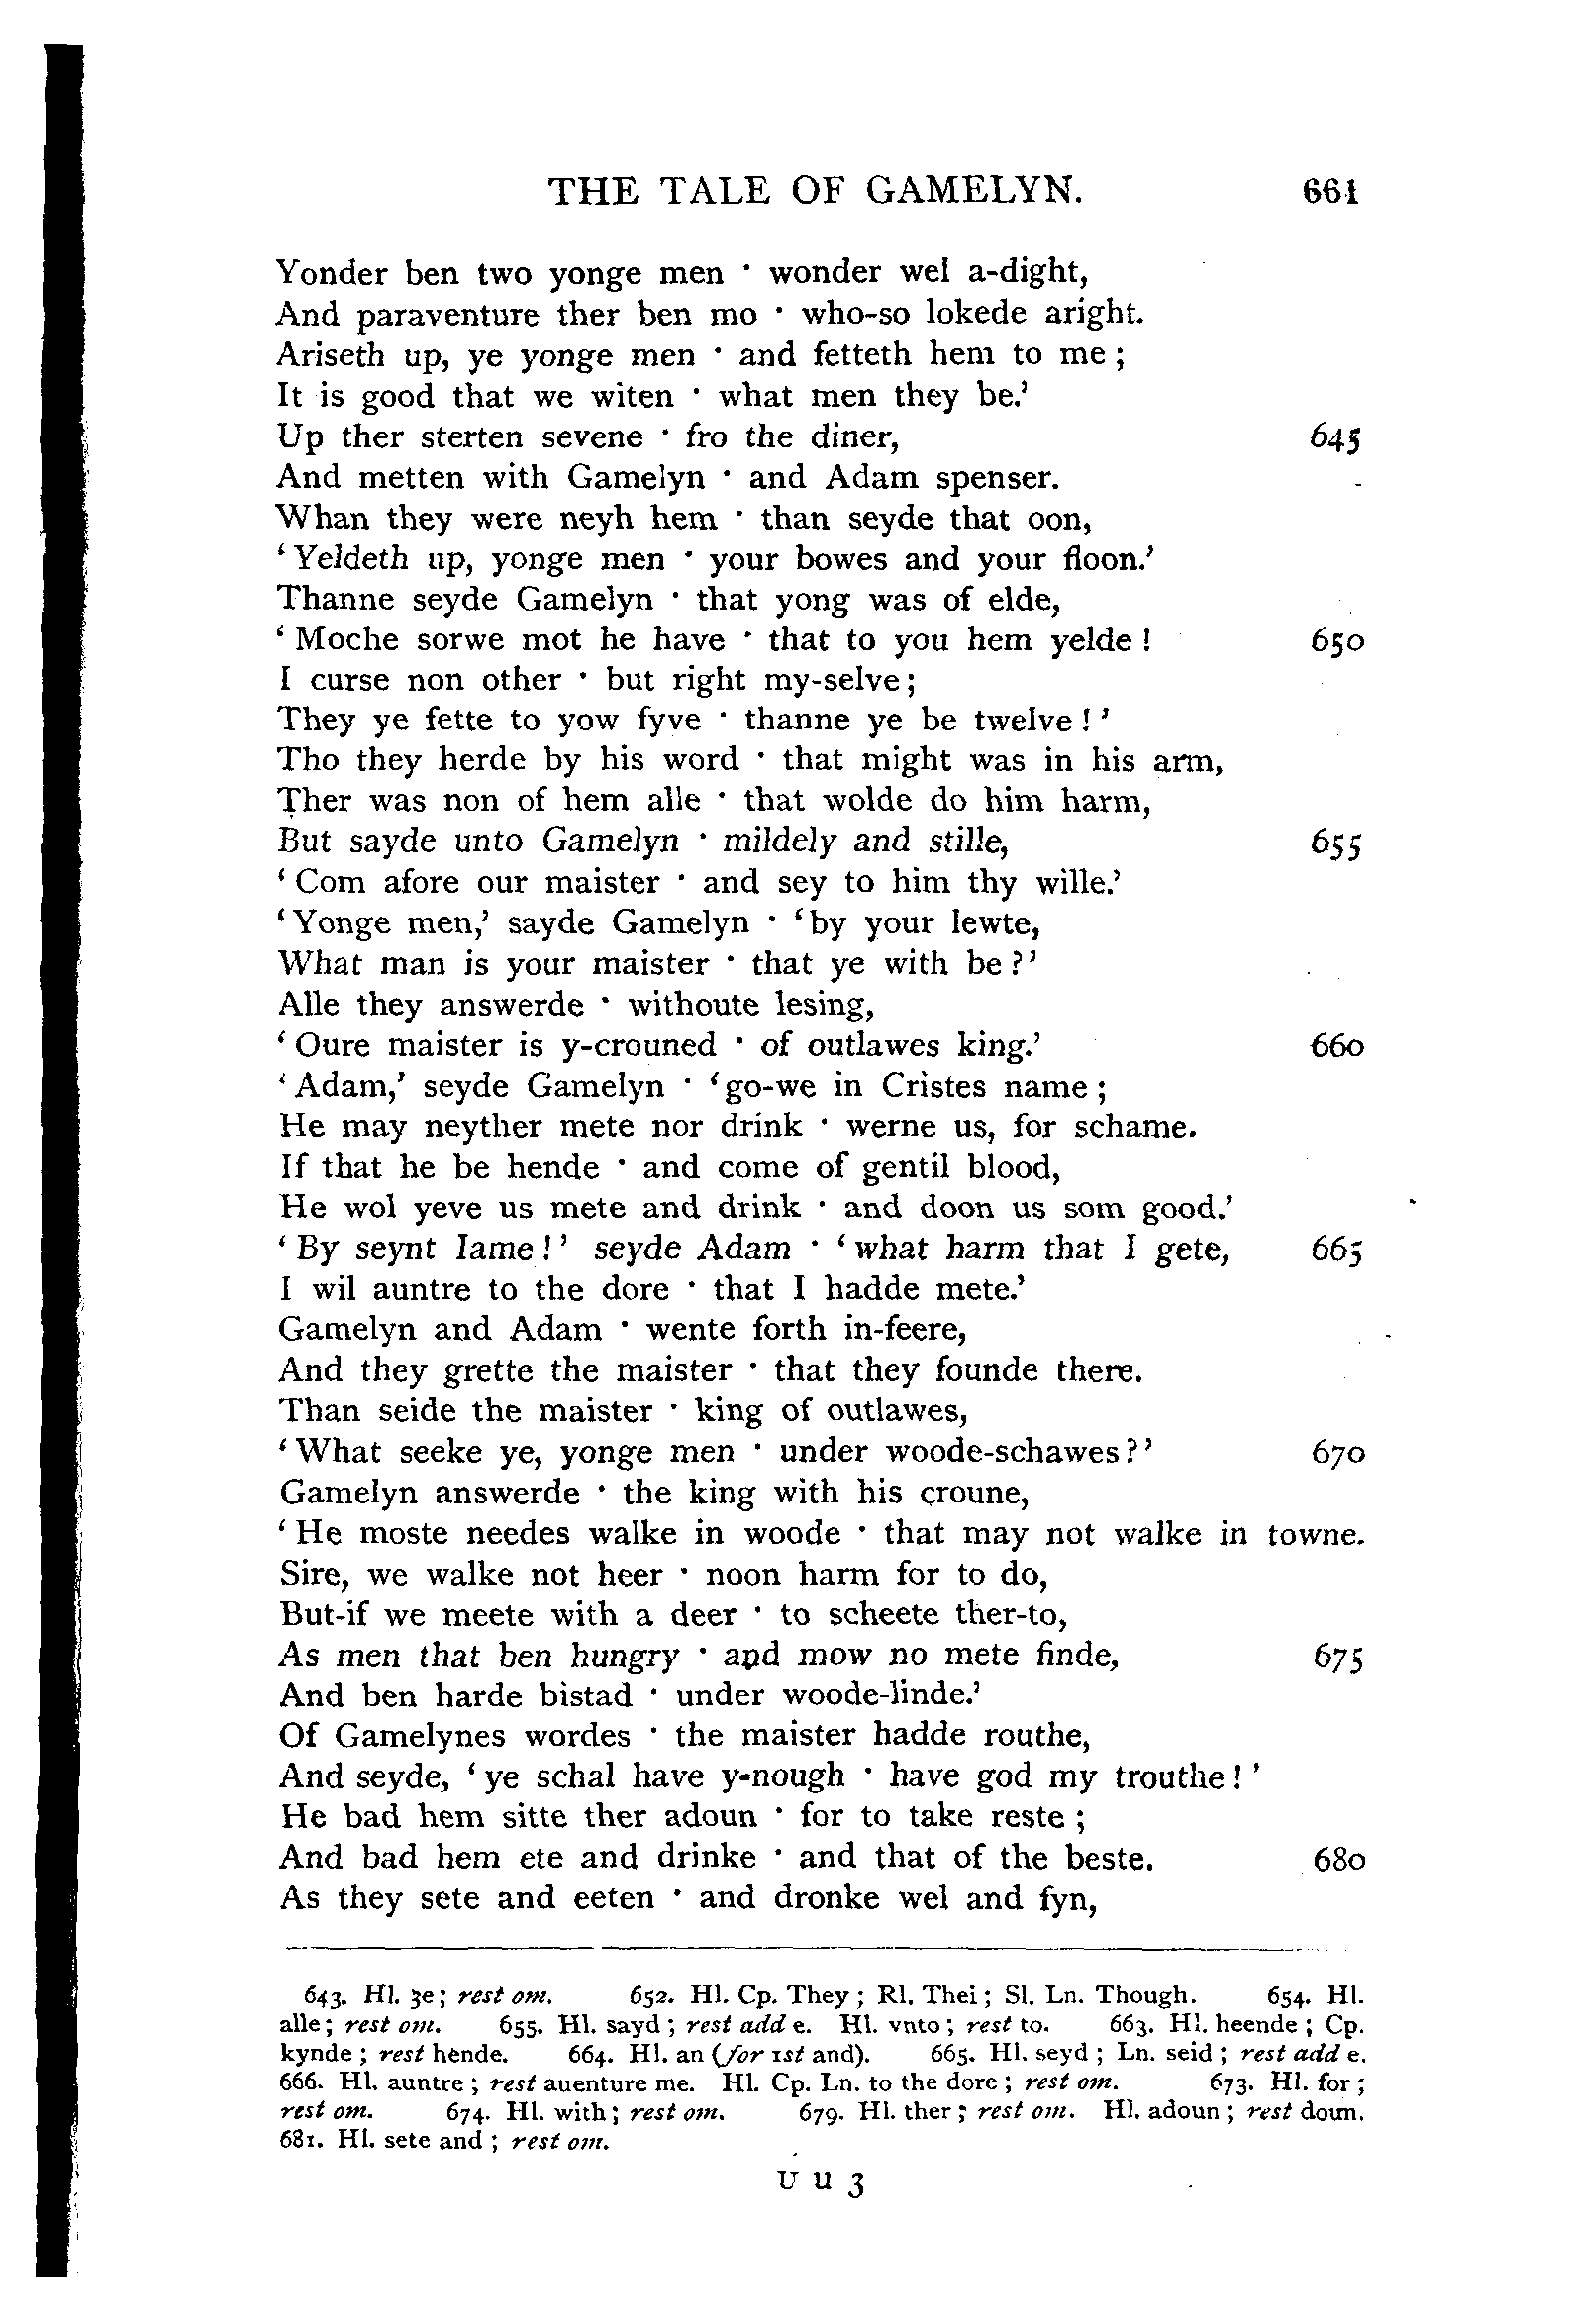 THE TALE OF GAMELYN. 661
Yonder ben two yonge men · wonder wel a-dight,
And paraventure ther ben mo · who-so lokede aright.
Ariseth up, ye yonge men · and fetteth hem to me ;
It is good that we witen · what men they be.’
Up ther sterten sevene · fro the diner, 645
And metten with Gamelyn · and Adam spenser.
Whan they were neyh hem · than seyde that oon,
‘ Yeldeth up, yonge men · your bowes and your floon.’
Thanne seyde Gamelyn · that yong was of elde,
‘ Moche sorwe mot he have · that to you hem yelde ! 650
I curse non other · but right my-selve ;
They ye fette to yow fyve · thanne ye be twelve ! ’
Tho they herde by his word · that might was in his arm,
Ther was non of hem alle · that wolde do him harm,
But sayde unto Gamelyn · mildely and stille, 655
‘ Com afore our maister · and sey to him thy wille.’
‘ Yonge men,’ sayde Gamelyn · ‘ by your lewte,
What man is your maister · that ye with be ? ’
Alle they answerde · withoute lesing,
‘ Oure maister is y-crouned · of outlawes king.’ 660
‘ Adam,’ seyde Gamelyn · ‘ go-we in Cristes name ;
He may neyther mete nor drink · werne us, for schame.
If that he be hende · and come of gentil blood,
He wol yeve us mete and drink · and doon us som good.’
‘ By seynt Iame ! ’ seyde Adam · ‘ what harm that I gete, 665
I wil auntre to the dore · that I hadde mete.’
Gamelyn and Adam · wente forth in-feere,
And they grette the maister · that they founde there.
Than seide the maister · king of outlawes,
‘ What seeke ye, yonge men · under woode-schawes ? ’ 670
Gamelyn answerde · the king with his croune,
‘ He moste needes walke in woode · that may not walke in towne.
Sire, we walke not heer · noon harm for to do,
But-if we meete with a deer · to scheete ther-to,
As men that ben hungry · and mow no mete finde, 675
And ben harde bistad · under woode-linde.’
Of Gamelynes wordes · the maister hadde routhe,
And seyde, ‘ ye schal have y-nough · have god my trouthe ! ’
He bad hem sitte ther adoun · for to take reste ;
And bad hem ete and drinke · and that of the beste. 680
As they sete and eeten · and dronke wel and fyn,
643. Hl. ȝe ; rest om. 652. Hl. Cp. They ; Rl. Thei ; Sl. Ln. Though. 654. Hl.
alle ; rest om. 655. Hl. sayd ; rest add e. Hl. vnto ; rest to. 663. Hl. heende ; Cp.
kynde ; rest hende. 664. Hl. an (for 1st and). 665. Hl. seyd ; Ln. seid ; rest add e.
666. Hl. auntre ; rest auenture me. Hl. Cp. Ln. to the dore ; rest om. 673. Hl. for ;
rest om. 674. Hl. with ; rest om. 679. Hl. ther ; rest om. Hl. adoun ; rest doun.
681. Hl. sete and ; rest om.
U u 3